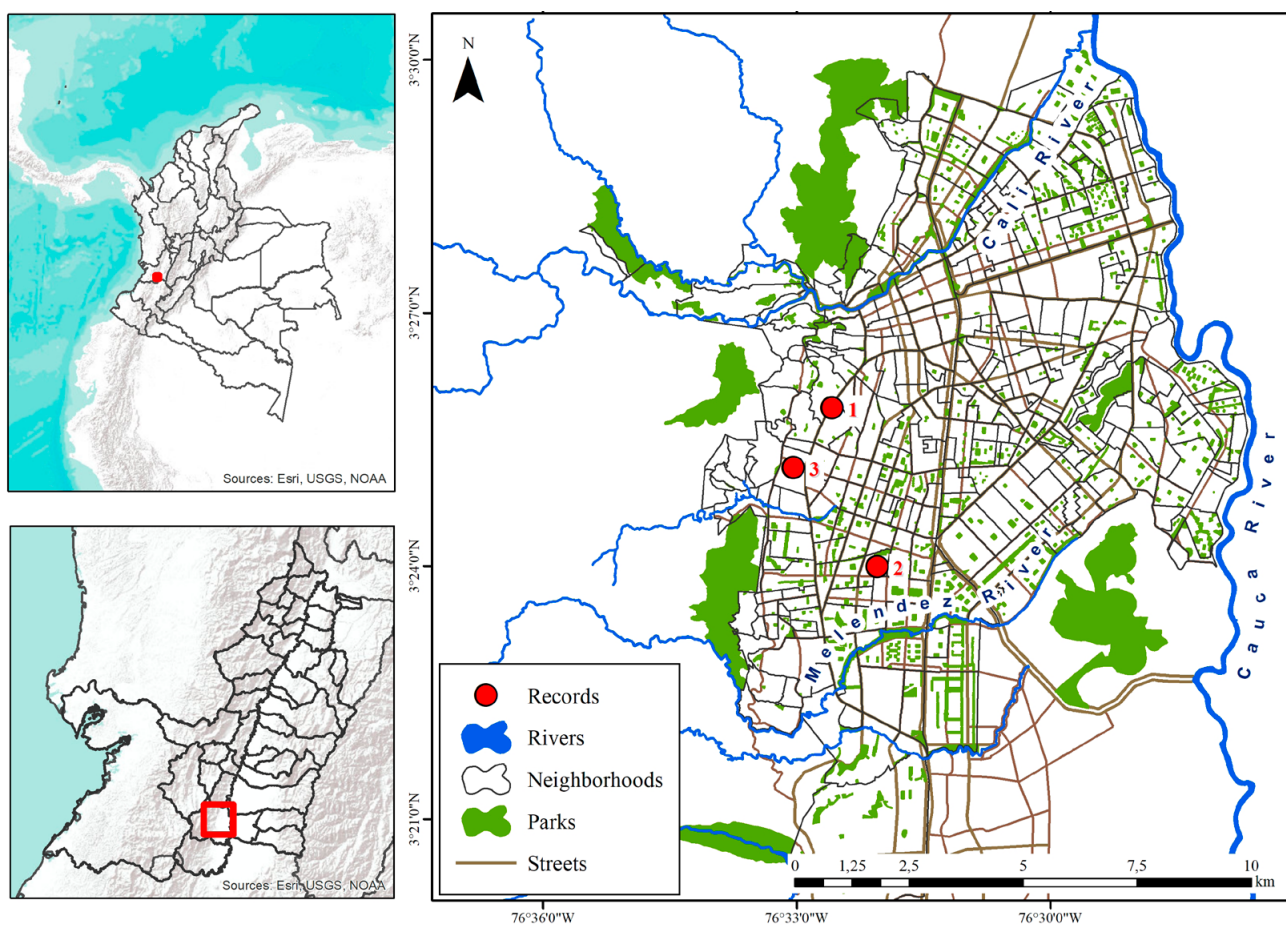 Sources: Esri, USGS, NOAA
Sources: Esri, USGS, NOAA
N
3°30'0"N
3°27'0"N
3°24'0"N
3°21'0"N
Cali River
1
3
2
Melendez River
Cauca River
Records
Rivers
Neighborhoods
Parks
Streets
0 1,25 2,5 5 7,5 10
km
76°36'0"W 76°33'0"W 76°30'0"W